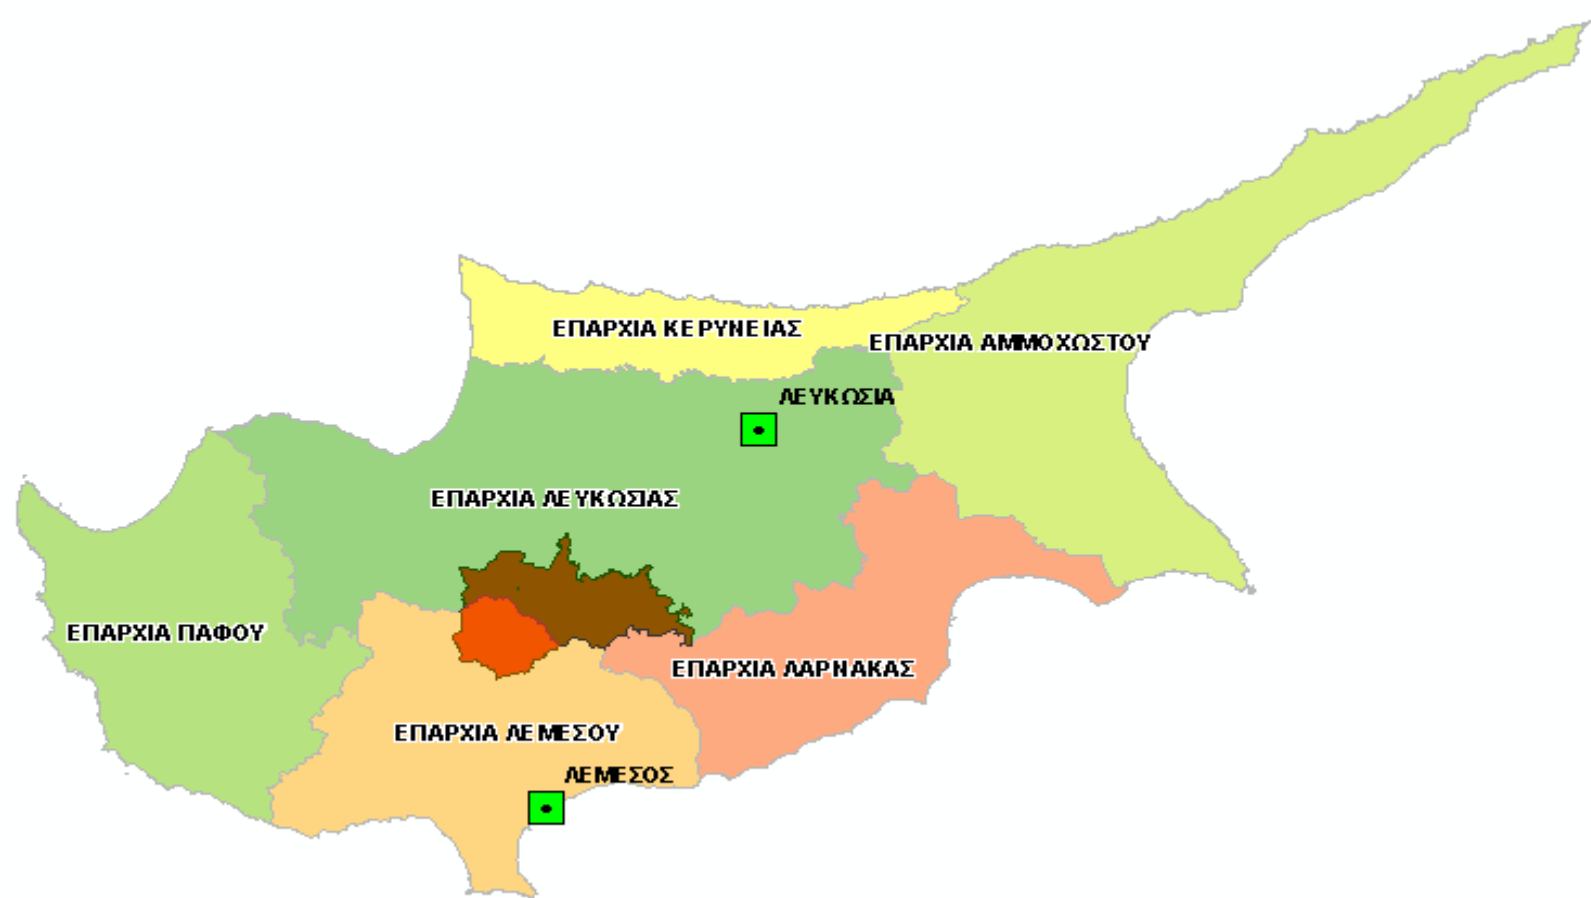 ΕΠΑΡΧΙΑ ΚΕΡΥΝΕΙΑΣ
ΕΠΑΡΧΙΑ ΑΜΜΟΧΩΣΤΟΥ
ΛΕΥΚΩΣΙΑ
ΕΠΑΡΧΙΑ ΛΕΥΚΩΣΙΑΣ
ΕΠΑΡΧΙΑ ΠΑΦΟΥ
ΕΠΑΡΧΙΑ ΛΑΡΝΑΚΑΣ
ΕΠΑΡΧΙΑ ΛΕΜΕΣΟΥ
ΛΕΜΕΣΟΣ